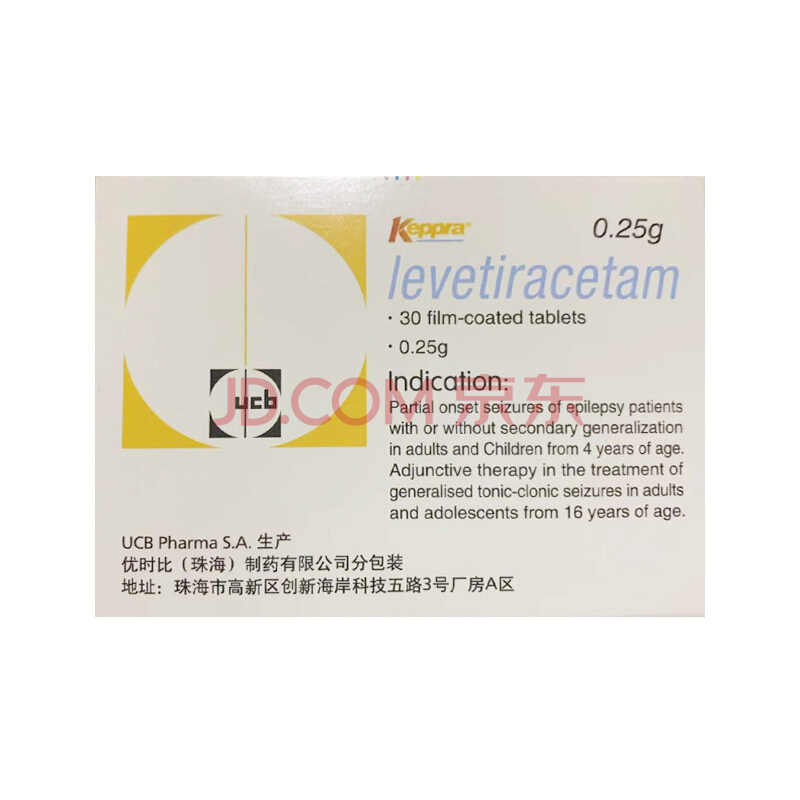 Keppra®
0.25g
levetiracetam
· 30 film-coated tablets
· 0.25g
Indication:
Partial onset seizures of epilepsy patients
with or without secondary generalization
in adults and Children from 4 years of age.
Adjunctive therapy in the treatment of
generalised tonic-clonic seizures in adults
and adolescents from 16 years of age.
ucb
JD.COM 京东
UCB Pharma S.A. 生产
优时比（珠海）制药有限公司分包装
地址：珠海市高新区创新海岸科技五路3号厂房A区